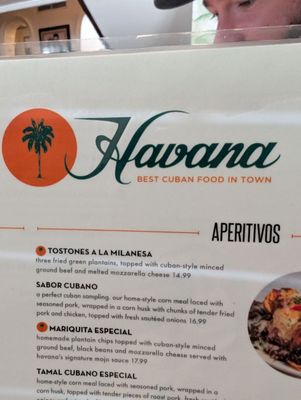 Havana
BEST CUBAN FOOD IN TOWN
APERITIVOS
TOSTONES A LA MILANESA
three fried green plantains, topped with cuban-style minced
ground beef and melted mozzarella cheese 14.99
SABOR CUBANO
a perfect cuban sampling. our home-style corn meal laced with
seasoned pork, wrapped in a corn husk with chunks of tender fried
pork and chicken, topped with fresh sautéed onions 16.99
MARIQUITA ESPECIAL
homemade plantain chips topped with cuban-style minced
ground beef, black beans and mozzarella cheese served with
havana's signature mojo sauce 17.99
TAMAL CUBANO ESPECIAL
home-style corn meal laced with seasoned pork, wrapped in a
corn husk, topped with tender pieces of roast pork, fresh